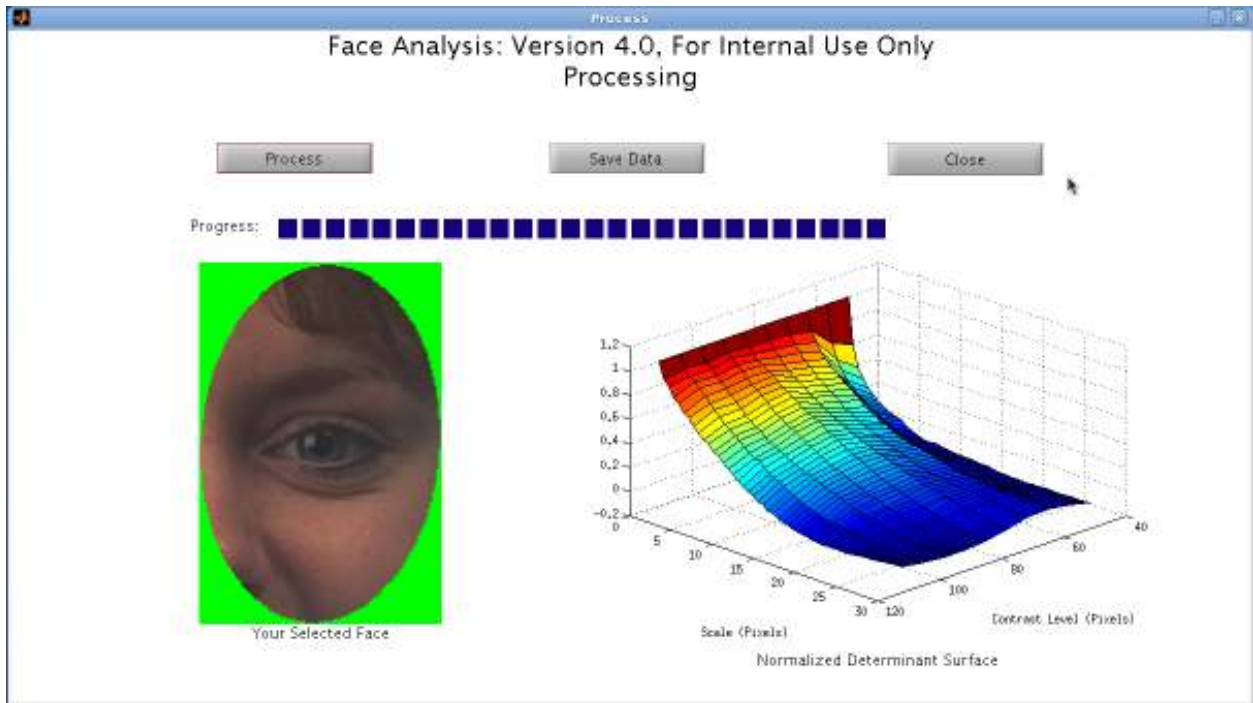 Process
Face Analysis: Version 4.0, For Internal Use Only
Processing
Process
Save Data
Close
Progress:
1.2
1
0.8
0.6
0.4
0.2
0
-0.2
0
5
10
15
20
25
30
120
100
80
60
40
Scale (Pixels)
Contrast Level (Pixels)
Your Selected Face
Normalized Determinant Surface